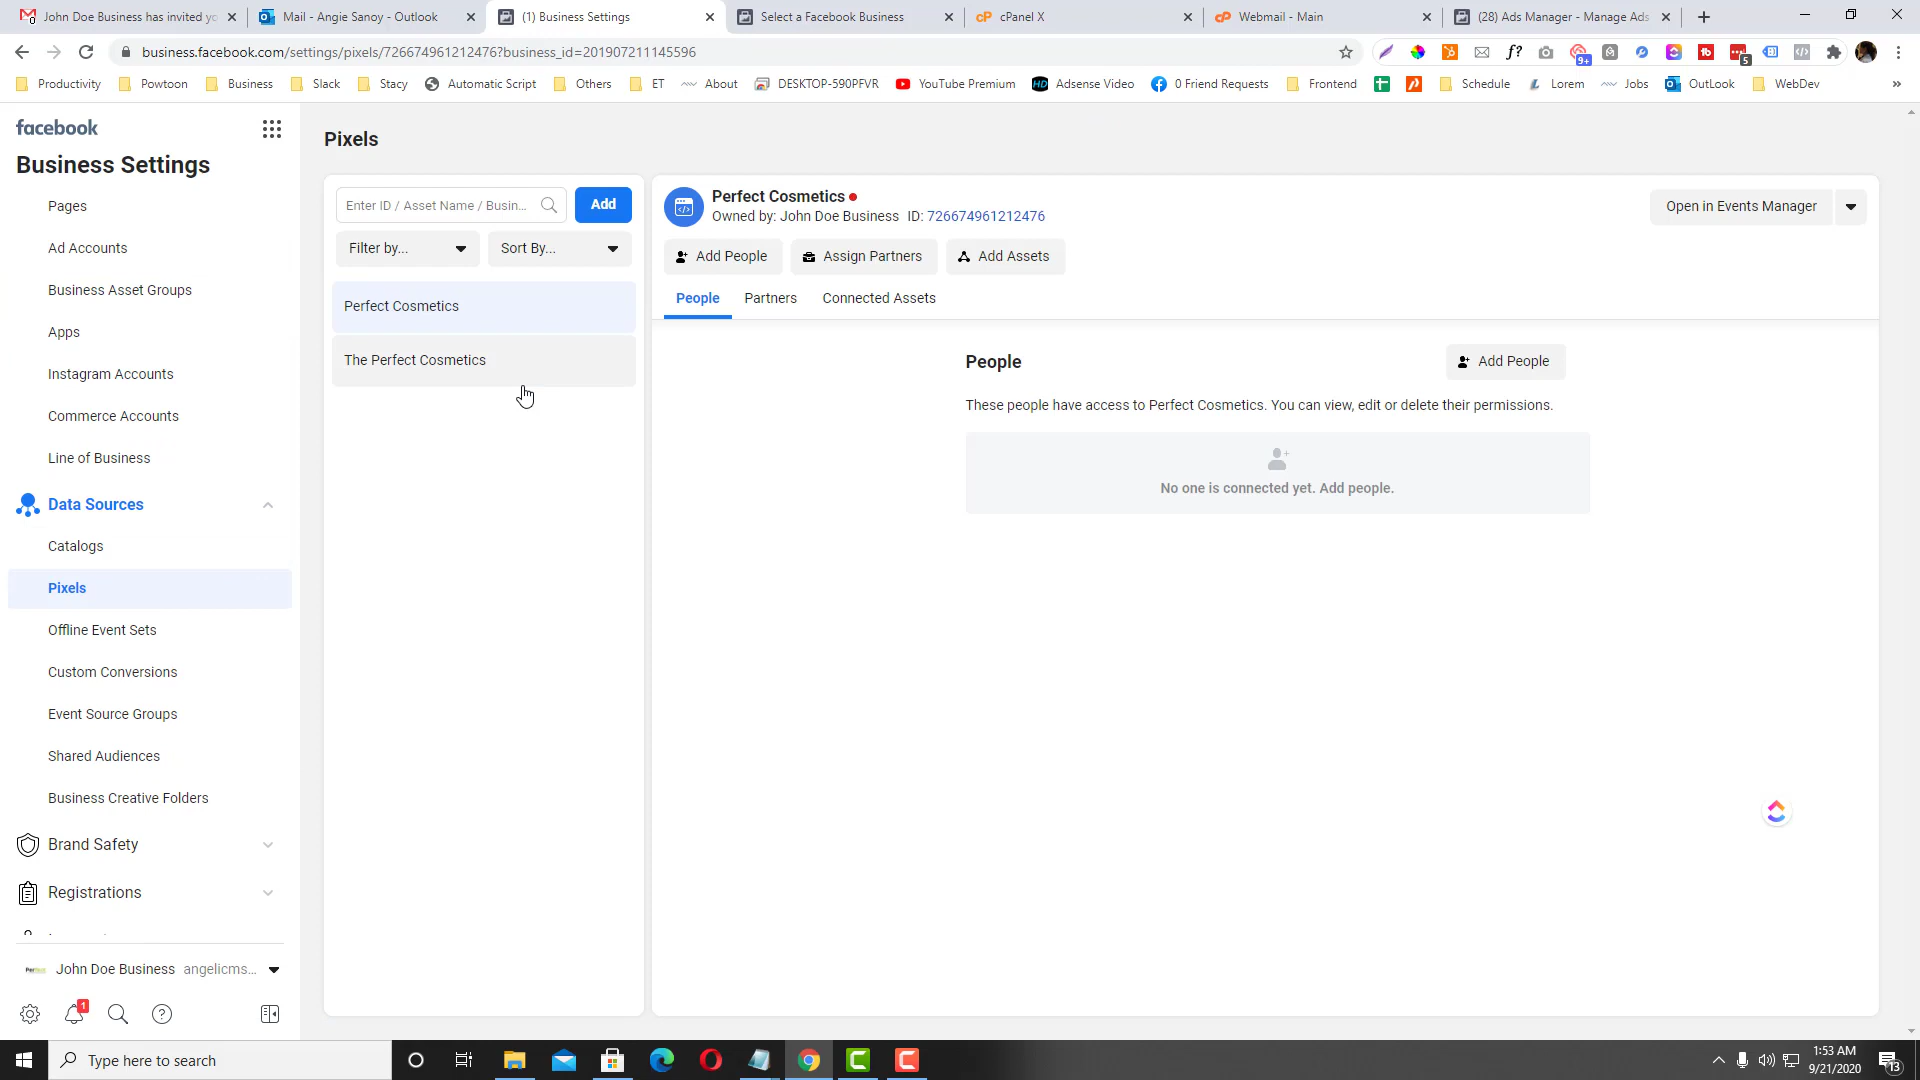 John Doe Business has invited yo
Mail - Angie Sanoy - Outlook
(1) Business Settings
Select a Facebook Business
cPanel X
Webmail - Main
(28) Ads Manager - Manage Ads
business.facebook.com/settings/pixels/726674961212476?business_id=201907211145596
Productivity
Powtoon
Business
Slack
Stacy
Automatic Script
Others
ET
About
DESKTOP-590PFVR
YouTube Premium
Adsense Video
0 Friend Requests
Frontend
Schedule
Lorem
Jobs
OutLook
WebDev
facebook
Business Settings
Pages
Ad Accounts
Business Asset Groups
Apps
Instagram Accounts
Commerce Accounts
Line of Business
Data Sources
Catalogs
Pixels
Offline Event Sets
Custom Conversions
Event Source Groups
Shared Audiences
Business Creative Folders
Brand Safety
Registrations
John Doe Business angelicms...
1
Pixels
Enter ID / Asset Name / Busin...
Add
Filter by...
Sort By...
Perfect Cosmetics
The Perfect Cosmetics
Perfect Cosmetics
Owned by: John Doe Business ID: 726674961212476
Open in Events Manager
Add People
Assign Partners
Add Assets
People
Partners
Connected Assets
People
Add People
These people have access to Perfect Cosmetics. You can view, edit or delete their permissions.
No one is connected yet. Add people.
Type here to search
1:53 AM
9/21/2020
13